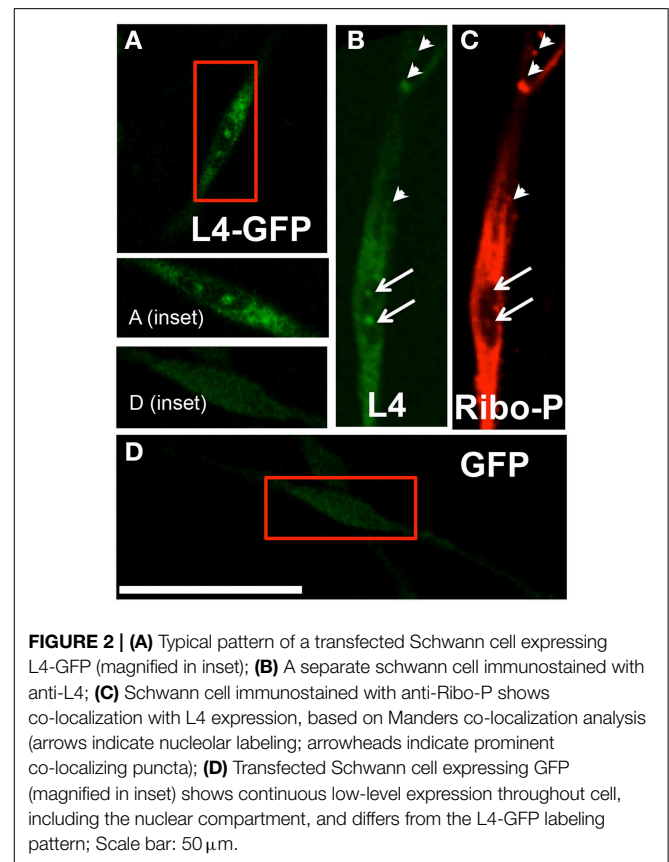 A
B
C
L4-GFP
A (inset)
D (inset)
L4
Ribo-P
D
GFP
FIGURE 2 | (A) Typical pattern of a transfected Schwann cell expressing
L4-GFP (magnified in inset); (B) A separate schwann cell immunostained with
anti-L4; (C) Schwann cell immunostained with anti-Ribo-P shows
co-localization with L4 expression, based on Manders co-localization analysis
(arrows indicate nucleolar labeling; arrowheads indicate prominent
co-localizing puncta); (D) Transfected Schwann cell expressing GFP
(magnified in inset) shows continuous low-level expression throughout cell,
including the nuclear compartment, and differs from the L4-GFP labeling
pattern; Scale bar: 50 μm.